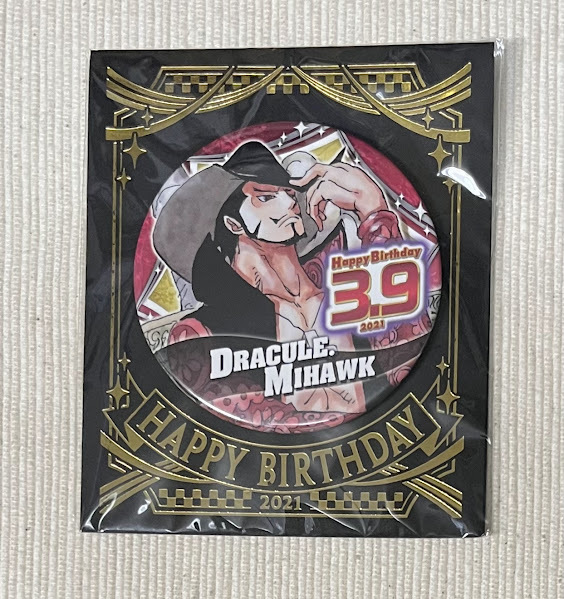 Happy Birthday
3.9
2021
DRACULE.
MIHAWK
HAPPY BIRTHDAY
2021